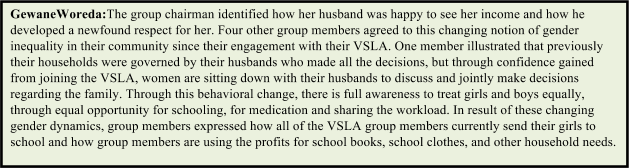 GewaneWoreda:The group chairman identified how her husband was happy to see her income and how he
developed a newfound respect for her. Four other group members agreed to this changing notion of gender
inequality in their community since their engagement with their VSLA. One member illustrated that previously
their households were governed by their husbands who made all the decisions, but through confidence gained
from joining the VSLA, women are sitting down with their husbands to discuss and jointly make decisions
regarding the family. Through this behavioral change, there is full awareness to treat girls and boys equally,
through equal opportunity for schooling, for medication and sharing the workload. In result of these changing
gender dynamics, group members expressed how all of the VSLA group members currently send their girls to
school and how group members are using the profits for school books, school clothes, and other household needs.